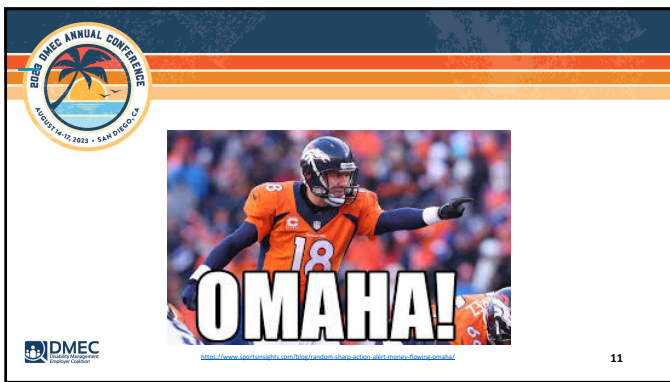 2023 DMEC ANNUAL CONFERENCE
AUGUST 14-17, 2023 • SAN DIEGO, CA
18
18
OMAHA!
DMEC
Disability Management
Employer Coalition
https://www.sportsinsights.com/blog/random-sharp-action-alert-money-flowing-omaha/
11